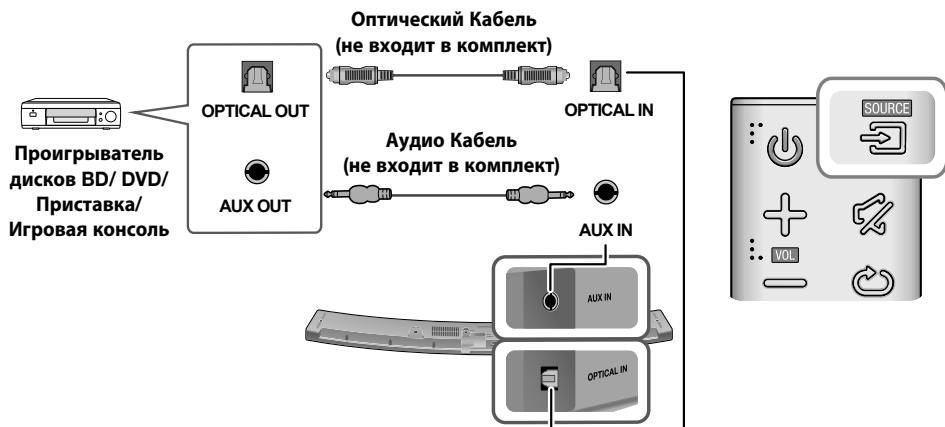 Оптический Кабель
(не входит в комплект)
OPTICAL OUT
OPTICAL IN
SOURCE
Аудио Кабель
(не входит в комплект)
Проигрыватель
дисков BD/ DVD/
Приставка/
Игровая консоль
AUX OUT
AUX IN
VOL
AUX IN
OPTICAL IN